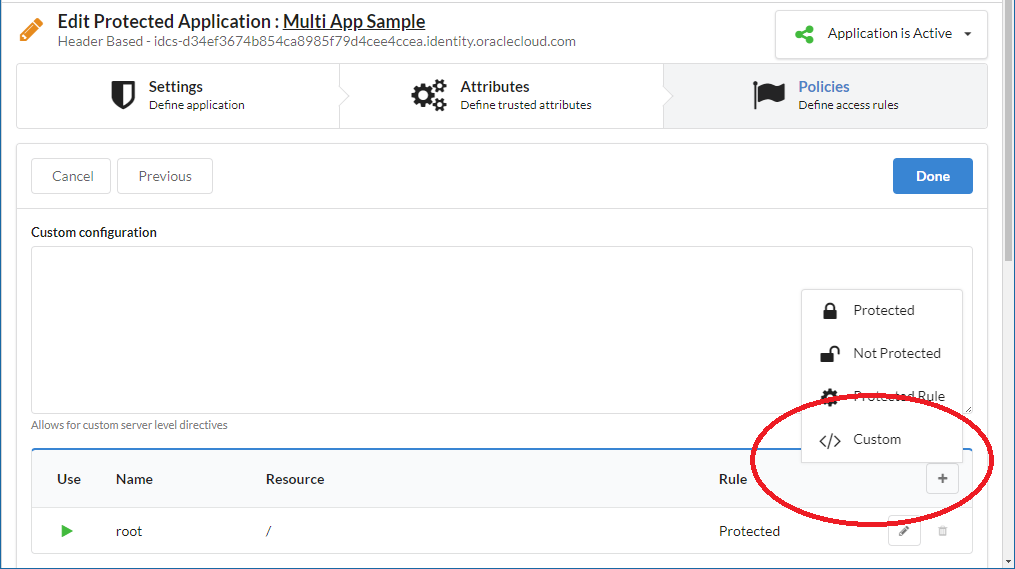 Edit Protected Application : Multi App Sample
Header Based - idcs-d34ef3674b854ca8985f79d4cee4ccea.identity.oraclecloud.com
Application is Active
Settings
Define application
Attributes
Define trusted attributes
Policies
Define access rules
Cancel
Previous
Done
Custom configuration
Protected
Not Protected
Protected Rule
Custom
Allows for custom server level directives
Use Name Resource Rule
root / Protected